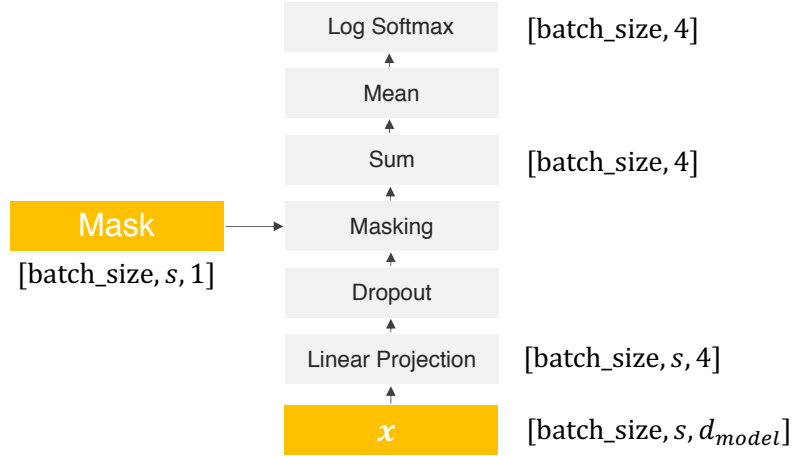 Log Softmax [batch_size, 4]
Mean
Sum [batch_size, 4]
Mask Masking
[batch_size, s, 1]
Dropout
Linear Projection [batch_size, s, 4]
x [batch_size, s, d_model]